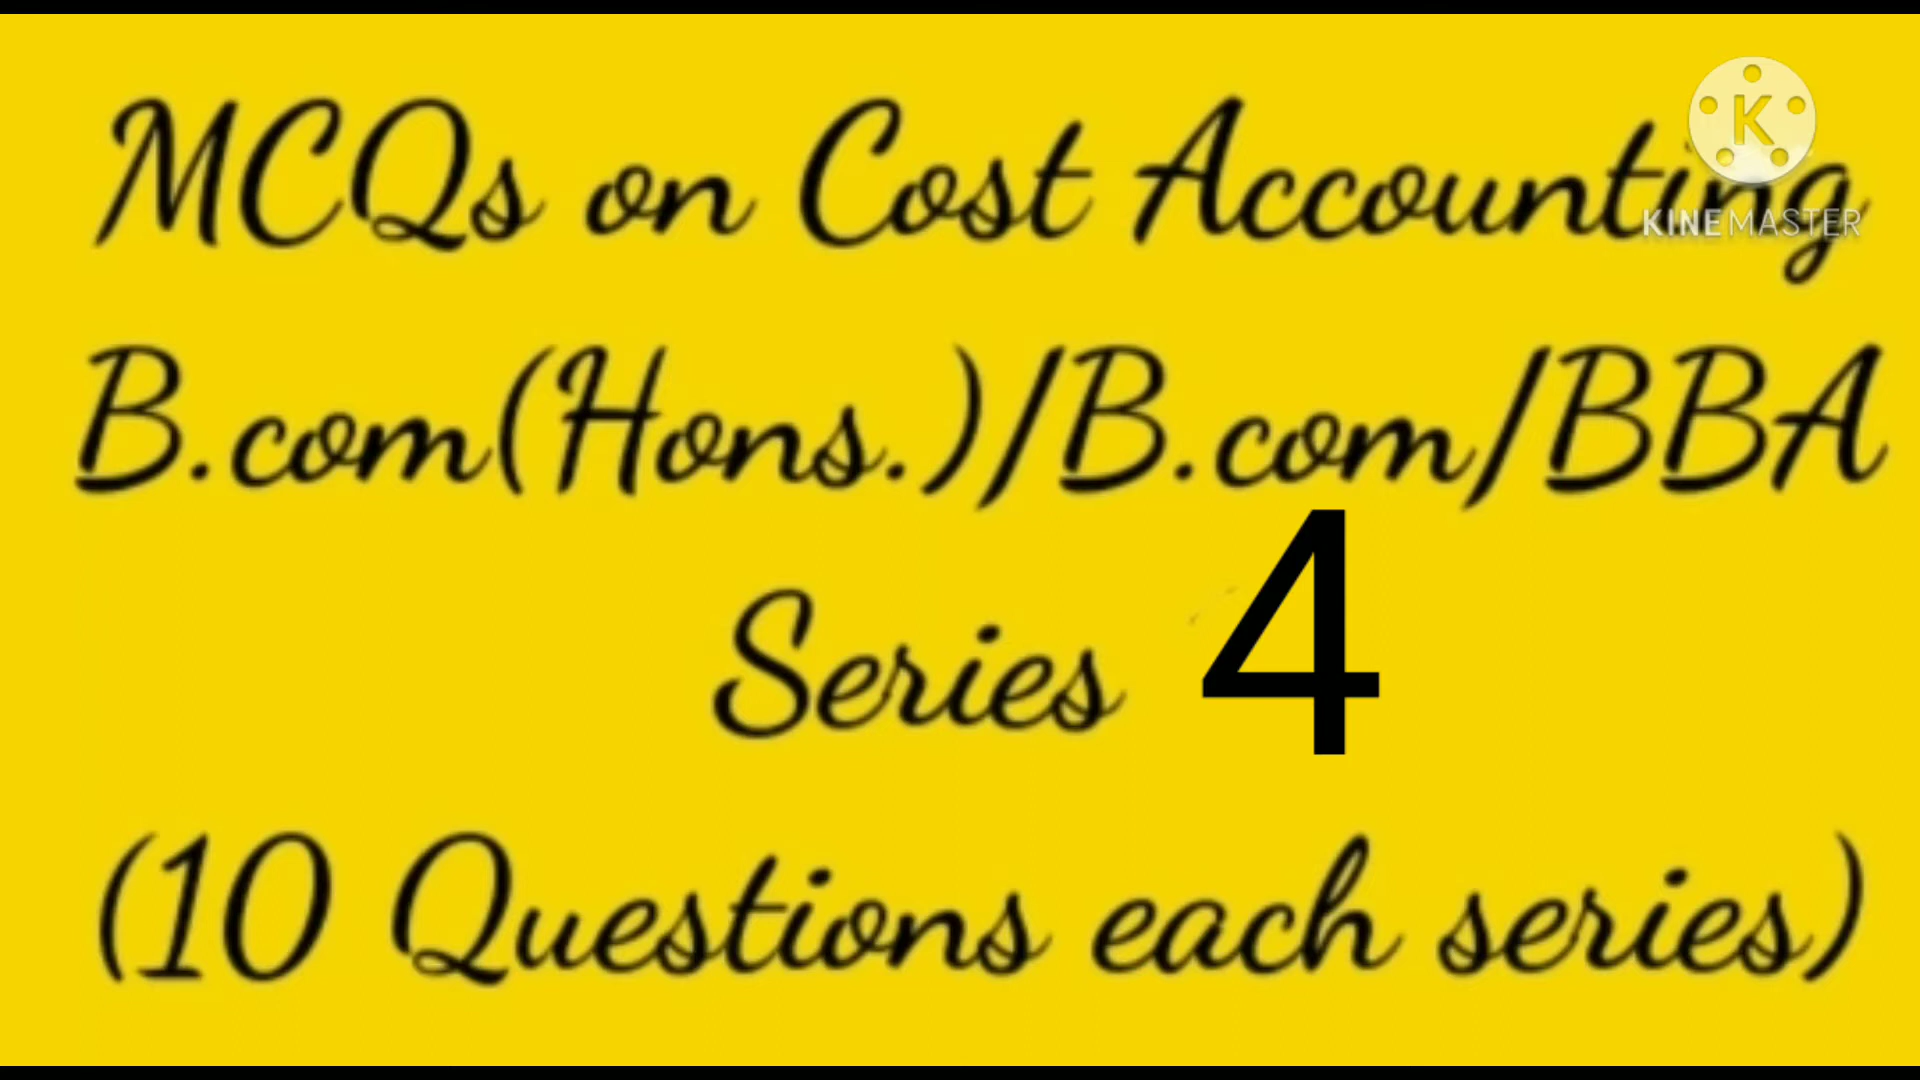 MCQs on Cost Accounting
K
KINEMASTER
B.com(Hons.)/B.com/BBA
Series 4
(10 Questions each series)